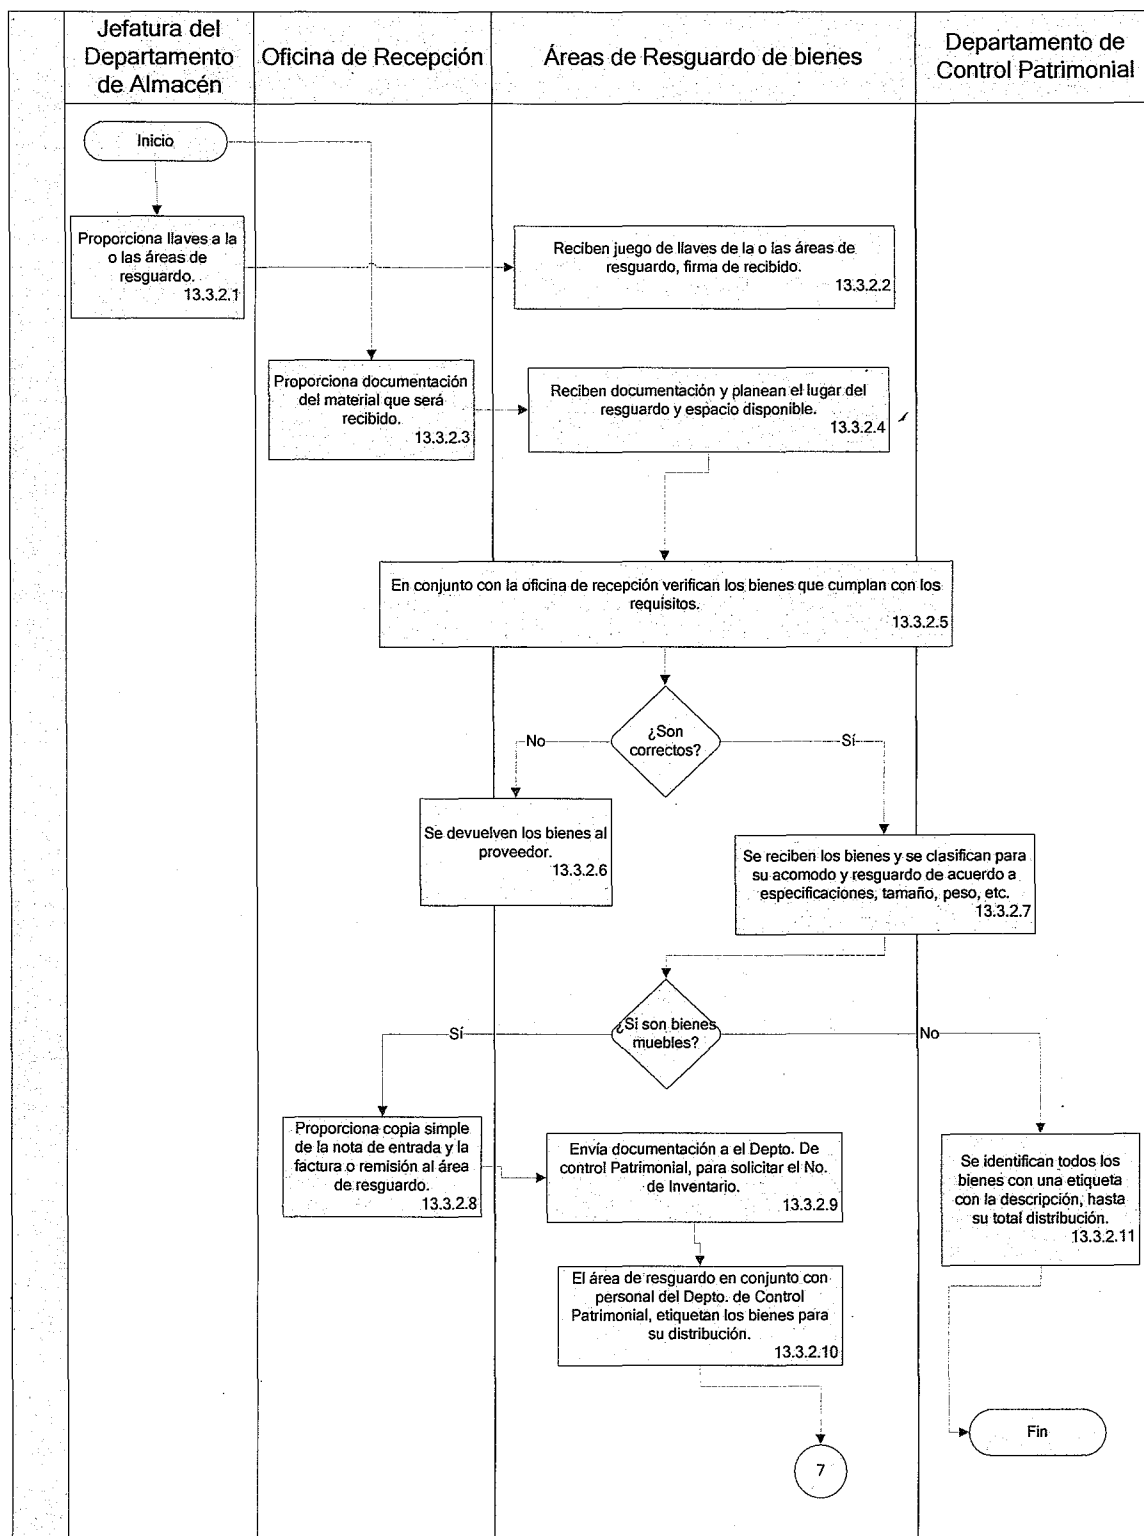 Jefatura del
Departamento
de Almacén
Oficina de Recepción
Áreas de Resguardo de bienes
Departamento de
Control Patrimonial
Inicio
Proporciona llaves a la
o las áreas de
resguardo.
13.3.2.1
Reciben juego de llaves de la o las áreas de
resguardo, firma de recibido.
13.3.2.2
Proporciona documentación
del material que será
recibido.
13.3.2.3
Reciben documentación y planean el lugar del
resguardo y espacio disponible.
13.3.2.4
En conjunto con la oficina de recepción verifican los bienes que cumplan con los
requisitos.
13.3.2.5
¿Son
correctos?
No
Sí
Se devuelven los bienes al
proveedor.
13.3.2.6
Se reciben los bienes y se clasifican para
su acomodo y resguardo de acuerdo a
especificaciones, tamaño, peso, etc.
13.3.2.7
¿Si son bienes
muebles?
Sí
No
Proporciona copia simple
de la nota de entrada y la
factura o remisión al área
de resguardo.
13.3.2.8
Envía documentación a el Depto. De
control Patrimonial, para solicitar el No.
de Inventario.
13.3.2.9
Se identifican todos los
bienes con una etiqueta
con la descripción, hasta
su total distribución.
13.3.2.11
El área de resguardo en conjunto con
personal del Depto. de Control
Patrimonial, etiquetan los bienes para
su distribución.
13.3.2.10
Fin
7